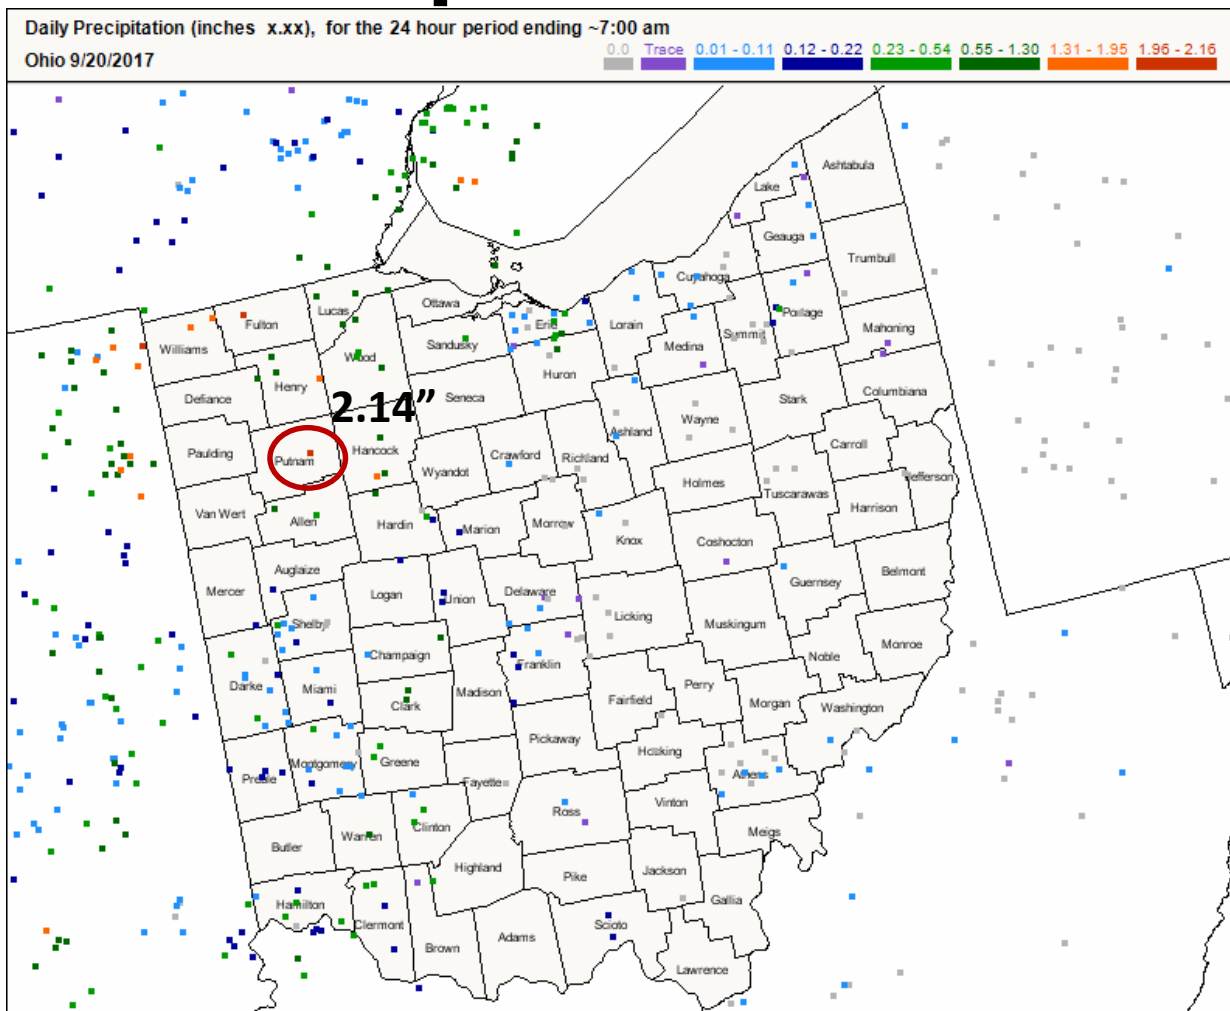 Daily Precipitation (inches x.xx), for the 24 hour period ending ~7:00 am
Ohio 9/20/2017
0.0 Trace 0.01 - 0.11 0.12 - 0.22 0.23 - 0.54 0.55 - 1.30 1.31 - 1.95 1.96 - 2.16
Ashtabula
Lake
Geauga
Trumbull
Cuyahoga
Ottawa
Lucas
Fulton
Erie
Lorain
Portage
Mahoning
Williams
Sandusky
Summit
Medina
Wood
Huron
Henry
Columbiana
Defiance
Seneca
Stark
2.14”
Wayne
Ashland
Carroll
Paulding
Putnam
Hancock
Crawford
Richland
Wyandot
Holmes
Jefferson
Tuscarawas
Harrison
Van Wert
Allen
Hardin
Marion
Morrow
Knox
Coshocton
Auglaize
Belmont
Guernsey
Mercer
Logan
Union
Delaware
Licking
Muskingum
Shelby
Monroe
Champaign
Franklin
Noble
Darke
Miami
Madison
Perry
Fairfield
Morgan
Washington
Clark
Pickaway
Hocking
Montgomery
Greene
Preble
Fayette
Athens
Vinton
Ross
Warren
Clinton
Meigs
Butler
Highland
Pike
Jackson
Gallia
Hamilton
Clermont
Scioto
Adams
Brown
Lawrence